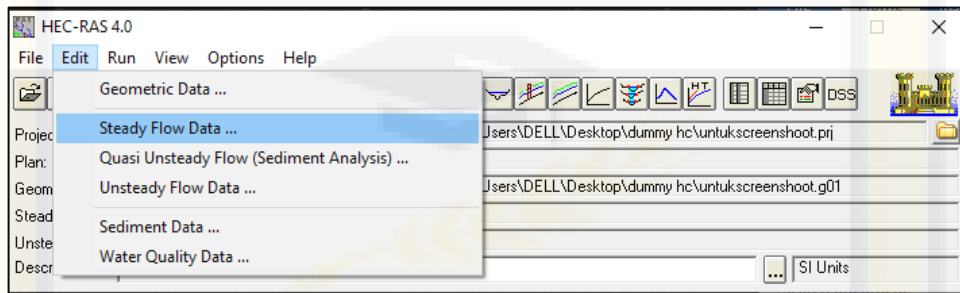 HEC-RAS 4.0
File Edit Run View Options Help
Geometric Data ...
HT DSS
Steady Flow Data ...
Projec Users\DELL\Desktop\dummy hc\untukscreenshoot.prj
Quasi Unsteady Flow (Sediment Analysis) ...
Plan:
Unsteady Flow Data ...
Geom Users\DELL\Desktop\dummy hc\untukscreenshoot.g01
Stead
Sediment Data ...
Unste
Water Quality Data ...
Descr ... SI Units